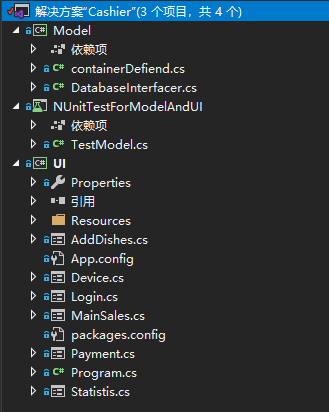 解决方案"Cashier"(3 个项目，共 4 个)
Model
依赖项
containerDefiend.cs
DatabaseInterfacer.cs
NUnitTestForModelAndUI
依赖项
TestModel.cs
UI
Properties
引用
Resources
AddDishes.cs
App.config
Device.cs
Login.cs
MainSales.cs
packages.config
Payment.cs
Program.cs
Statistis.cs